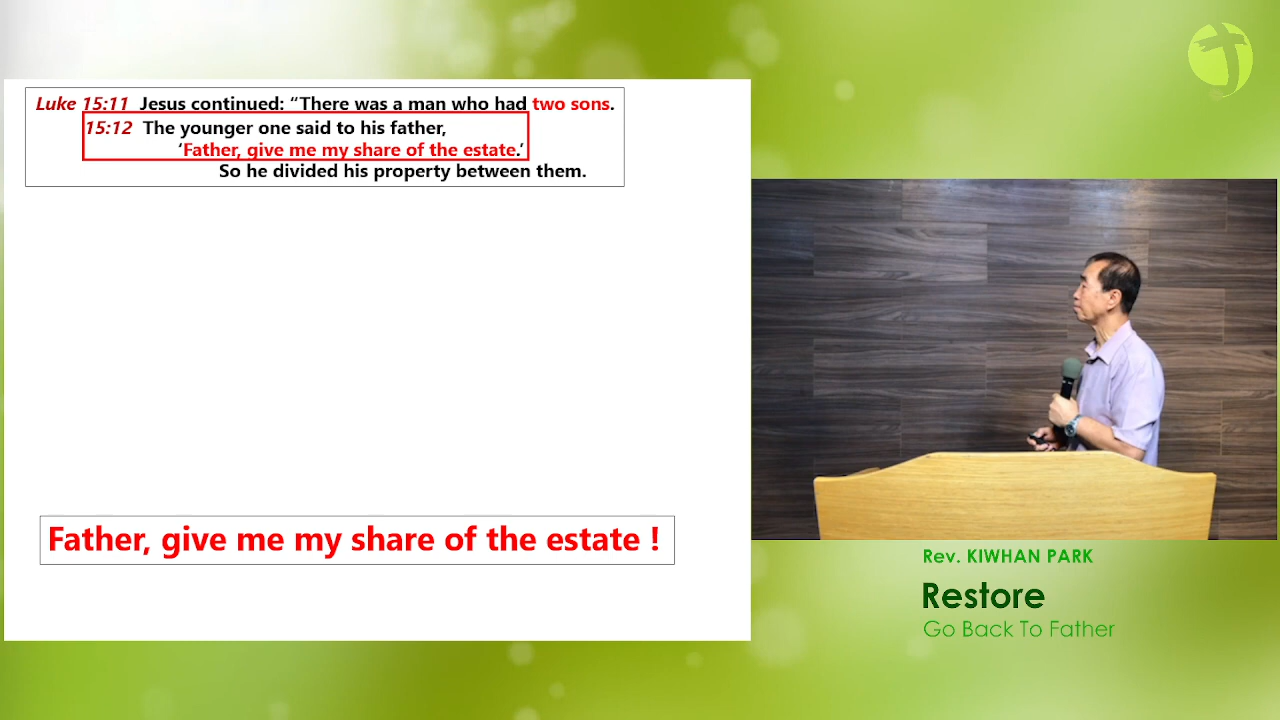 Luke 15:11 Jesus continued: “There was a man who had two sons.
15:12 The younger one said to his father,
‘Father, give me my share of the estate.’
So he divided his property between them.
Father, give me my share of the estate !
Rev. KIWHAN PARK
Restore
Go Back To Father